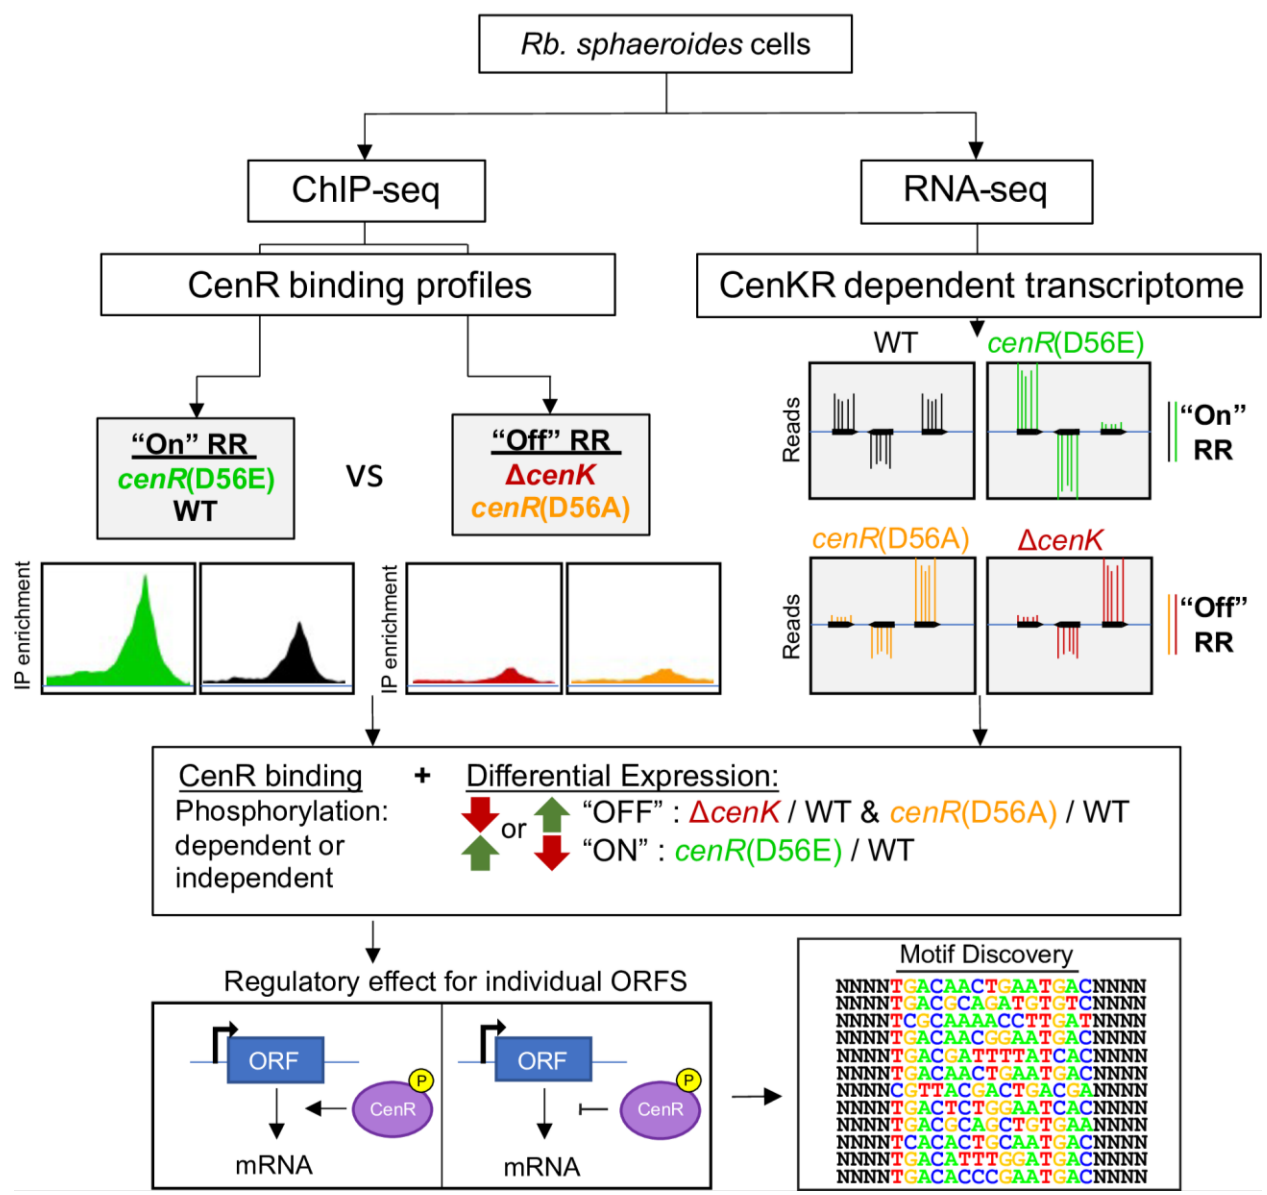 Rb. sphaeroides cells
ChIP-seq
RNA-seq
CenR binding profiles
CenKR dependent transcriptome
"On" RR
cenR(D56E)
WT
VS
"Off" RR
ΔcenK
cenR(D56A)
IP enrichment
IP enrichment
WT
cenR(D56E)
Reads
"On"
RR
cenR(D56A)
ΔcenK
Reads
"Off"
RR
CenR binding + Differential Expression:
Phosphorylation:
dependent or
independent
or
"OFF" : ΔcenK / WT & cenR(D56A) / WT
"ON" : cenR(D56E) / WT
Regulatory effect for individual ORFS
ORF
P
CenR
mRNA
ORF
P
CenR
mRNA
Motif Discovery
NNNNTGACAACTGAATGACNNNN
NNNNTGACGCAGATGTGTCNNNN
NNNNTCGCAAAACCTTGATNNNN
NNNNTGACAACGGAATGACNNNN
NNNNTGACGATTTTATCACNNNN
NNNNTGACAACTGAATGACNNNN
NNNNCGTTACGACTGACGANNNN
NNNNTGACTCTGGAATCACNNNN
NNNNTGACGCAGCTGTGAANNNN
NNNNTCACACTGCAATGACNNNN
NNNNTGACATTTGGATGACNNNN
NNNNTGACACCCGAATGACNNNN